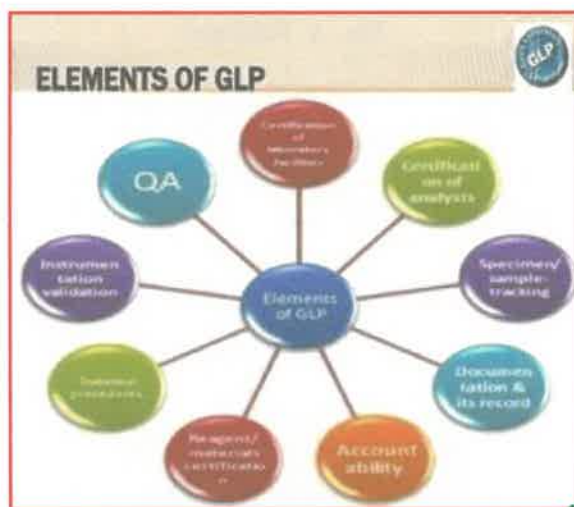 ELEMENTS OF GLP
GLP
Certification
of
laboratory
facilities
Certificati
on of
analysts
Specimen/
sample-
tracking
Documen
tation &
its record
Account
ability
Reagent/
materials
certificatio
n
procedures
Instrumen
tation
validation
QA
Elements
of GLP